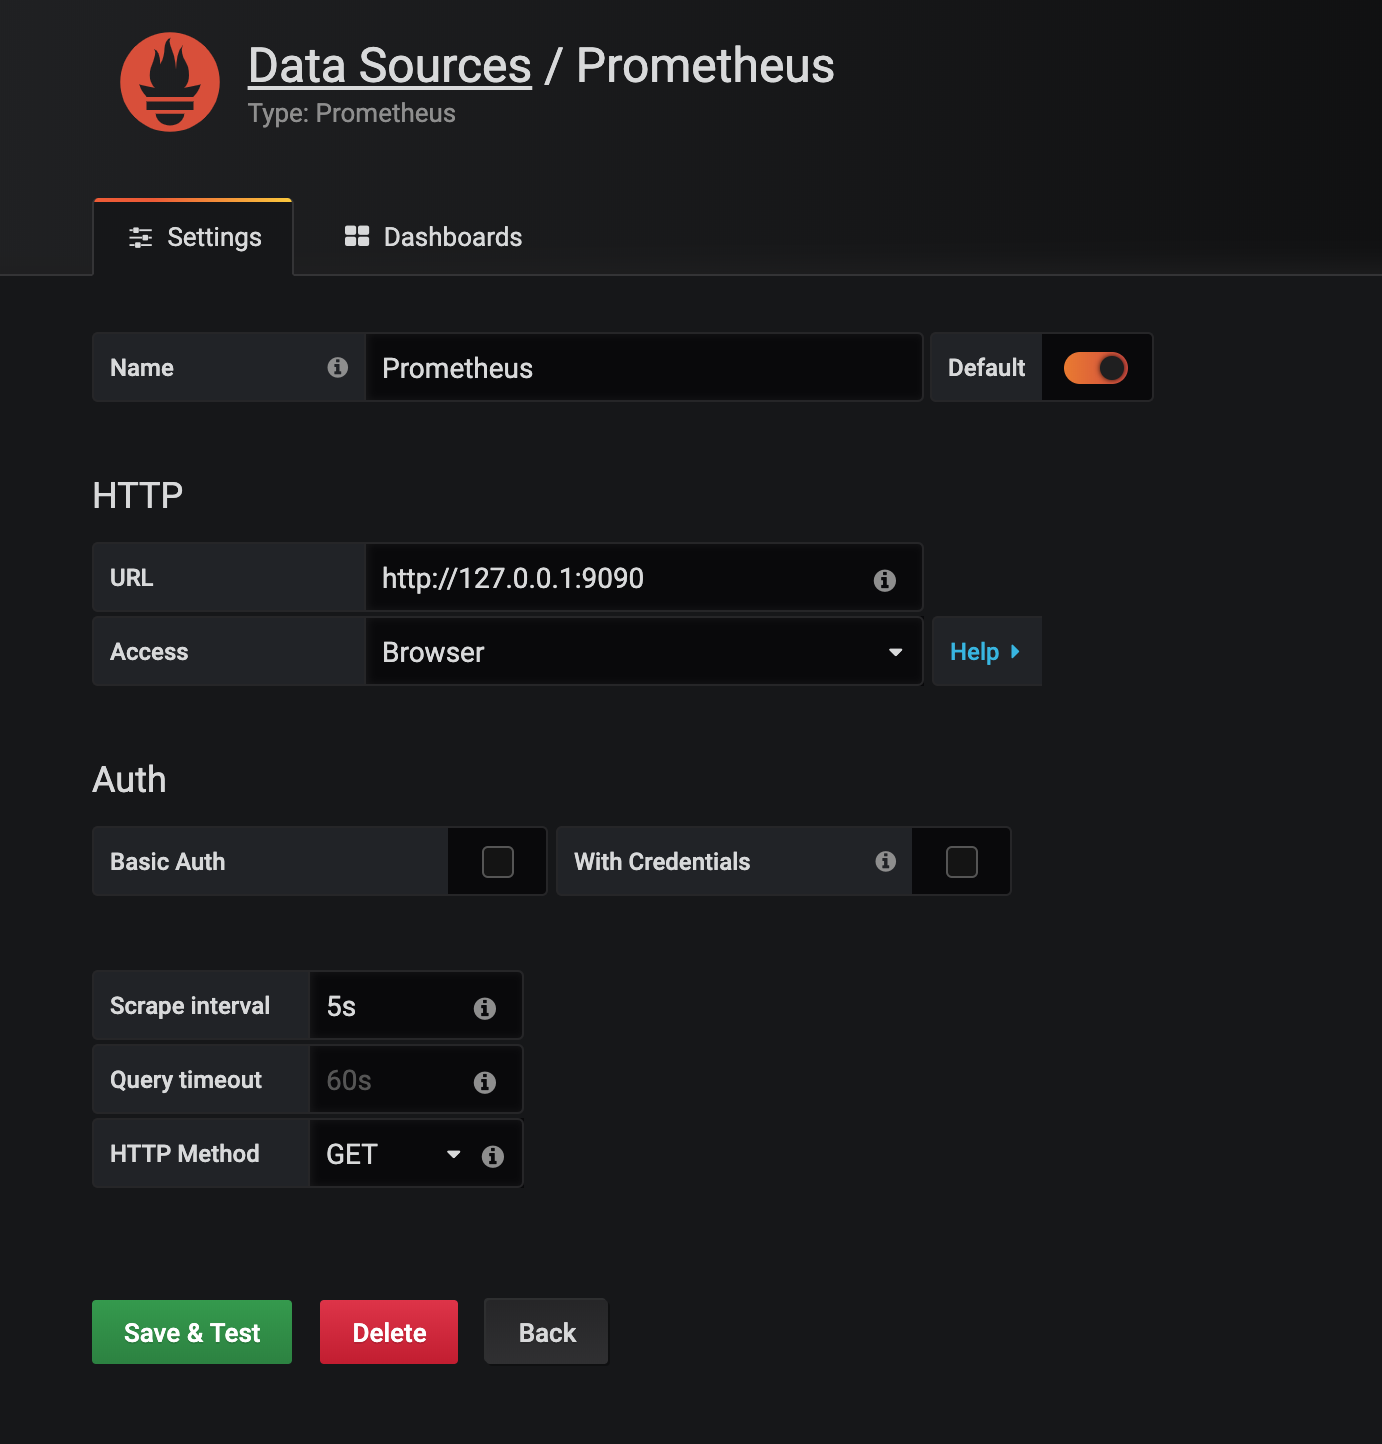 Data Sources / Prometheus
Type: Prometheus
Settings
Dashboards
Name
Prometheus
Default
HTTP
URL
http://127.0.0.1:9090
Access
Browser
Help
Auth
Basic Auth
With Credentials
Scrape interval
5s
Query timeout
60s
HTTP Method
GET
Save & Test
Delete
Back